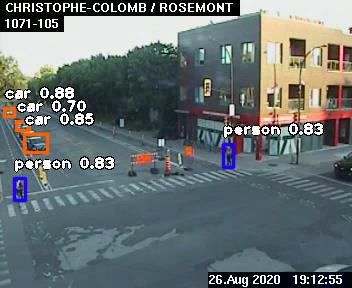 CHRISTOPHE-COLOMB / ROSEMONT
1071-105
car 0.88
car 0.70
car 0.85
person 0.83
person 0.83
26.Aug 2020 19:12:55